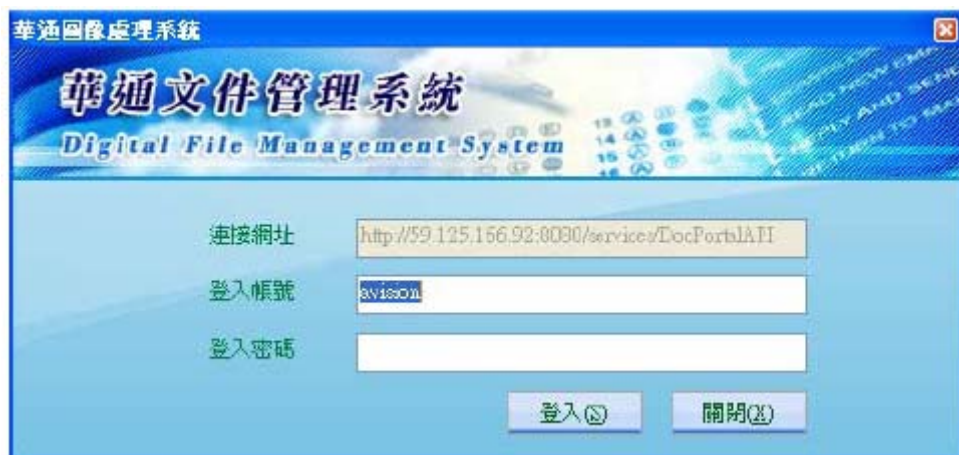 華通圖像處理系統
華通文件管理系統
Digital File Management System
連接網址 http://59.125.166.92:8080/services/DocPortalAPI
登入帳號 avision
登入密碼
登入(S) 關閉(X)